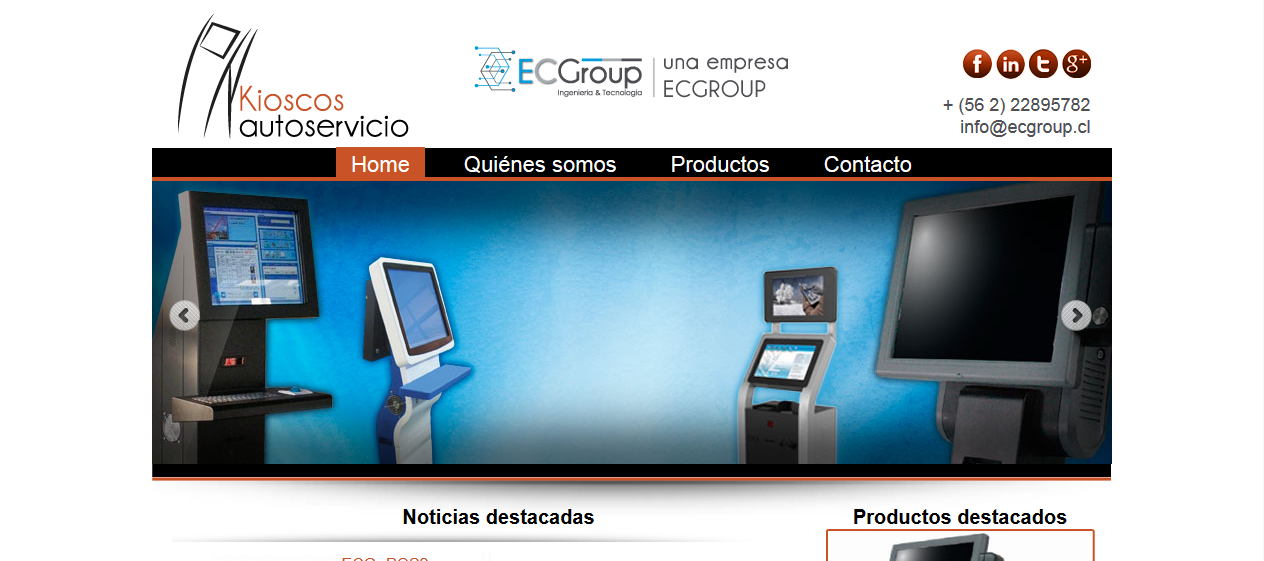 Kioscos
autoservicio
ECGroup
Ingeniería & Tecnología
una empresa
ECGROUP
+ (56 2) 22895782
info@ecgroup.cl
Home
Quiénes somos
Productos
Contacto
Noticias destacadas
Productos destacados